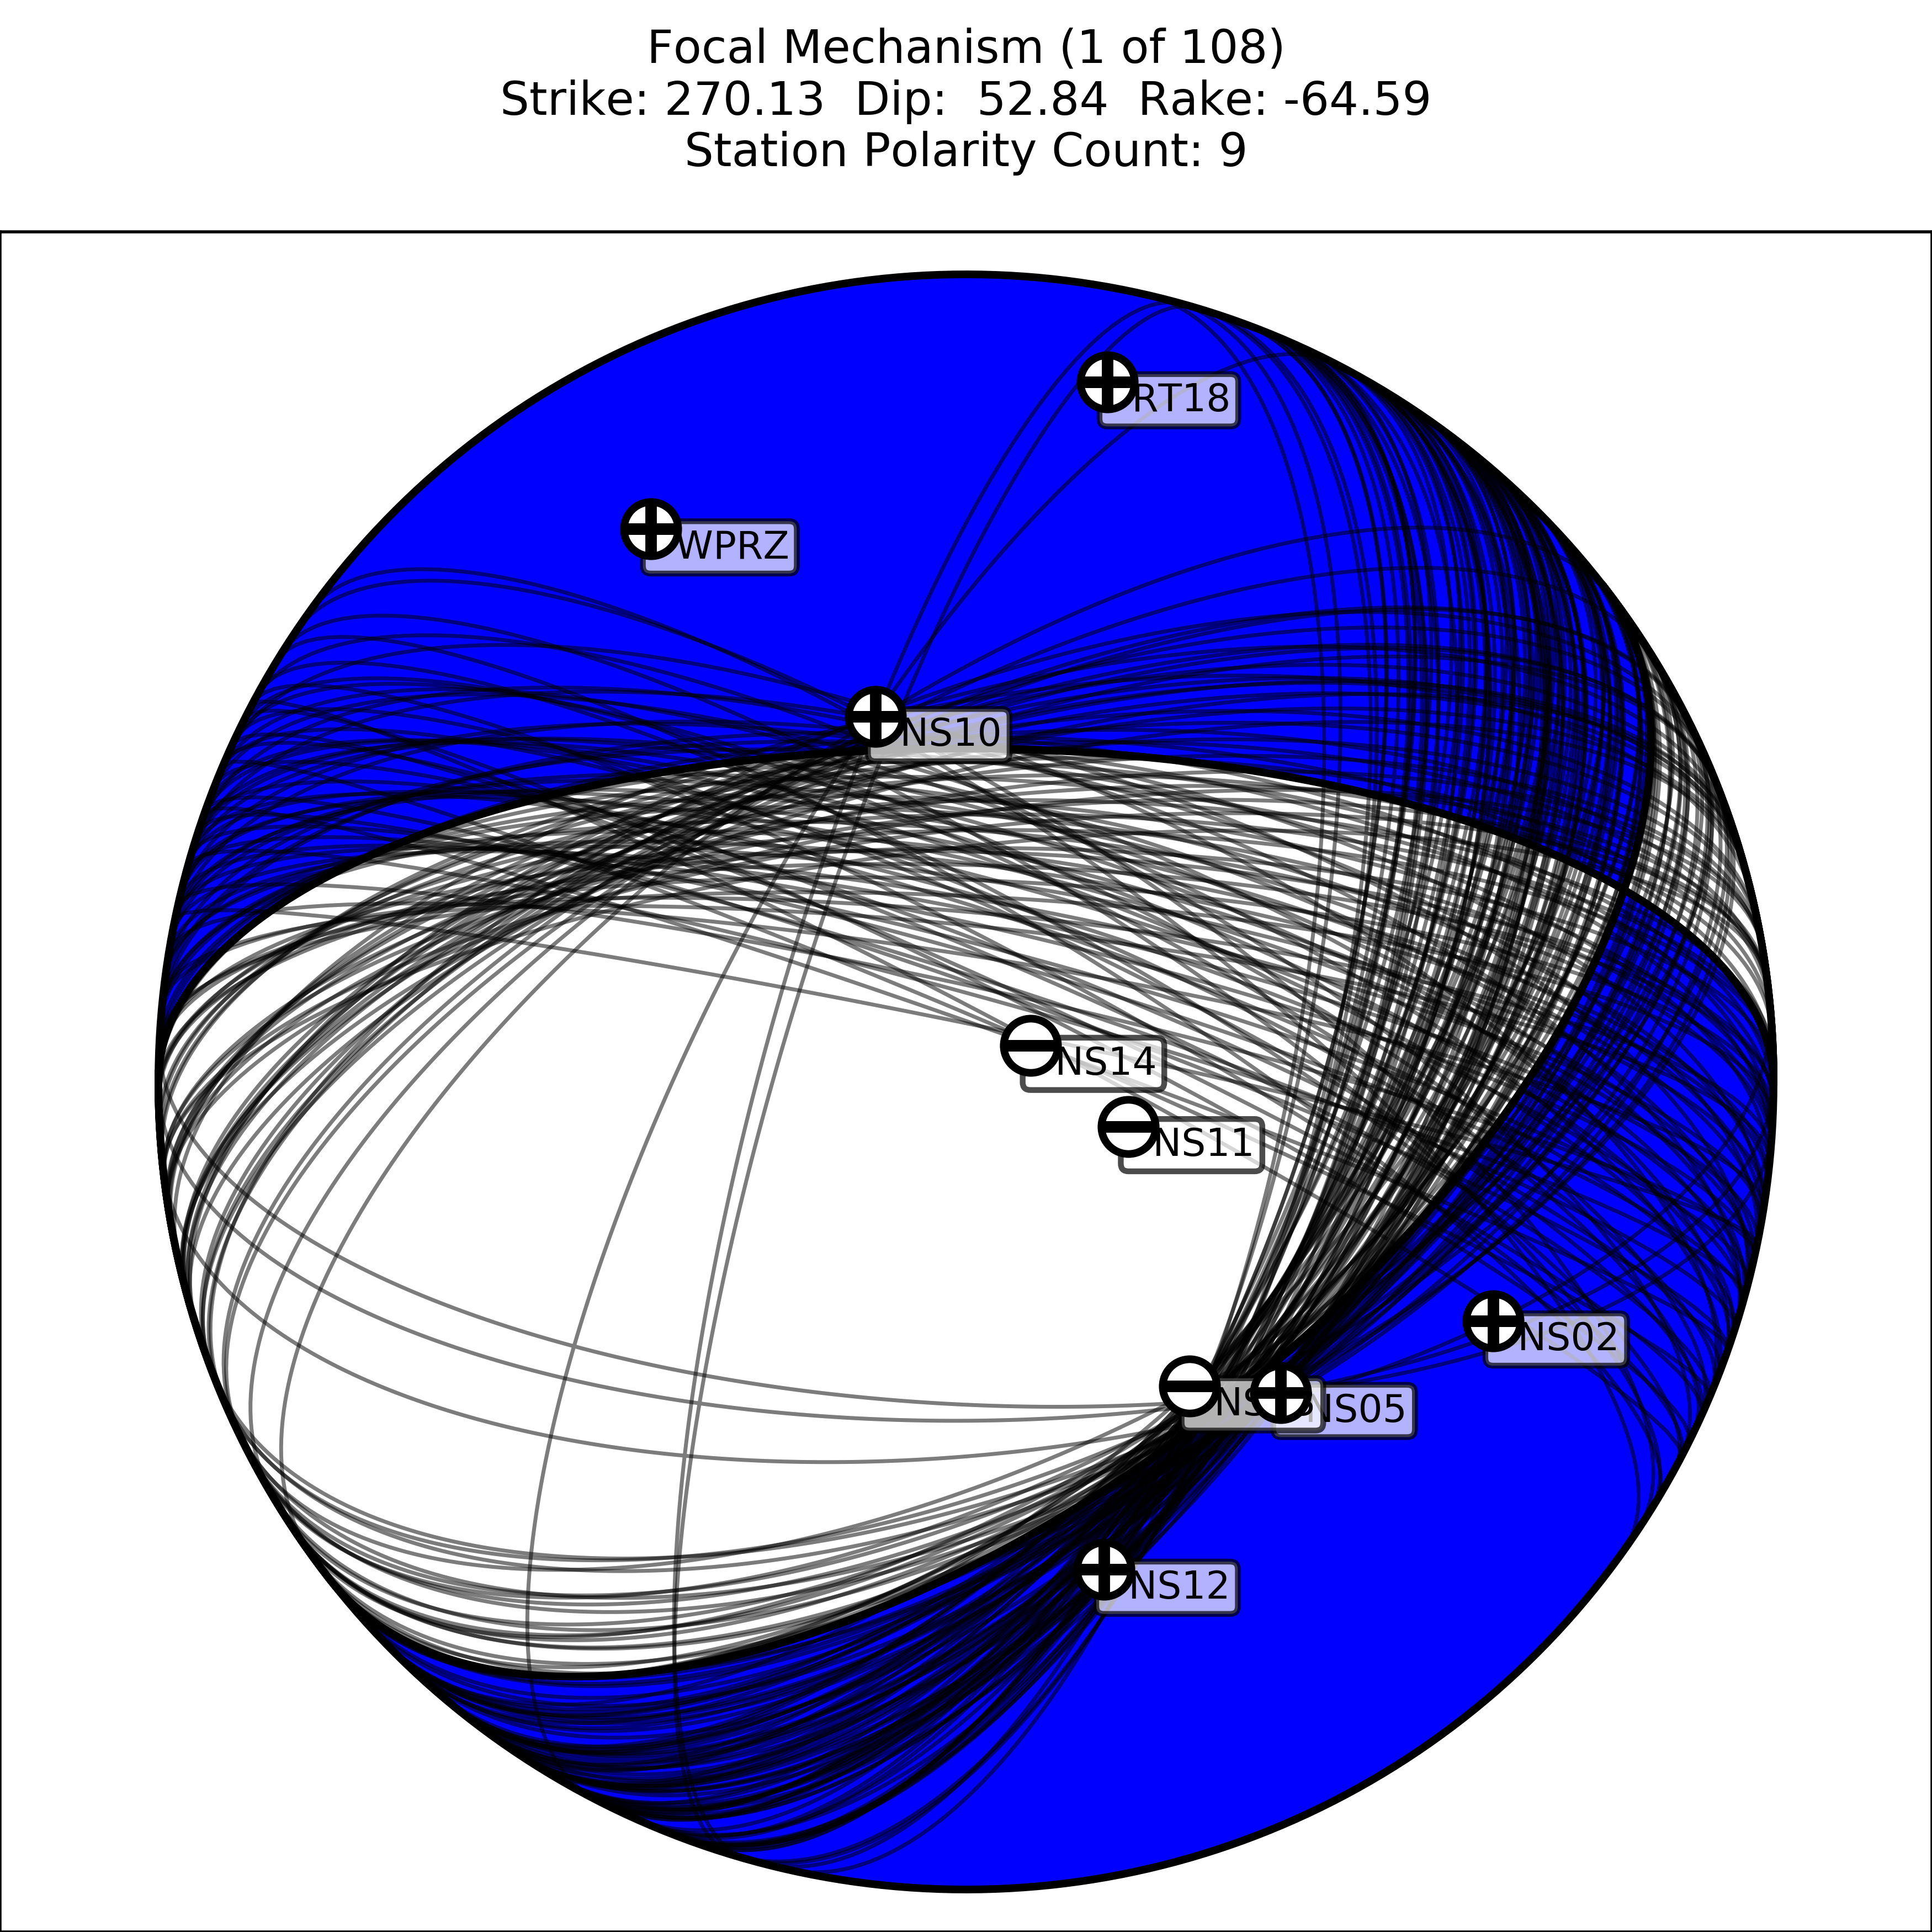 Focal Mechanism (1 of 108)
Strike: 270.13  Dip:  52.84  Rake: -64.59
Station Polarity Count: 9
RT18
WPRZ
NS10
NS14
NS11
NS02
NS05
NS12